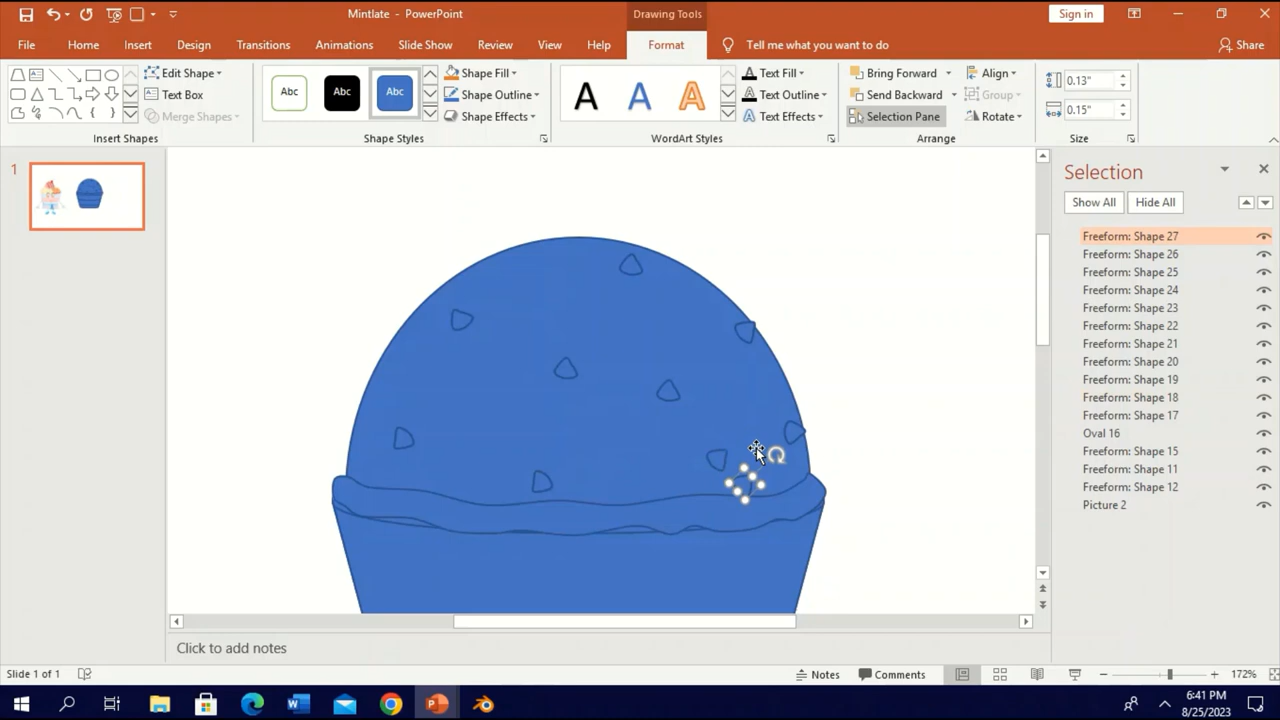 Mintlate - PowerPoint
Drawing Tools
Sign in
File
Home
Insert
Design
Transitions
Animations
Slide Show
Review
View
Help
Format
Tell me what you want to do
Share
Edit Shape
Text Box
Merge Shapes
Insert Shapes
Abc
Abc
Abc
Shape Fill
Shape Outline
Shape Effects
Shape Styles
A
A
A
Text Fill
Text Outline
Text Effects
WordArt Styles
Bring Forward
Send Backward
Selection Pane
Align
Group
Rotate
Arrange
0.13"
0.15"
Size
1
Selection
Show All
Hide All
Freeform: Shape 27
Freeform: Shape 26
Freeform: Shape 25
Freeform: Shape 24
Freeform: Shape 23
Freeform: Shape 22
Freeform: Shape 21
Freeform: Shape 20
Freeform: Shape 19
Freeform: Shape 18
Freeform: Shape 17
Oval 16
Freeform: Shape 15
Freeform: Shape 11
Freeform: Shape 12
Picture 2
Click to add notes
Slide 1 of 1
Notes
Comments
172%
6:41 PM
8/25/2023